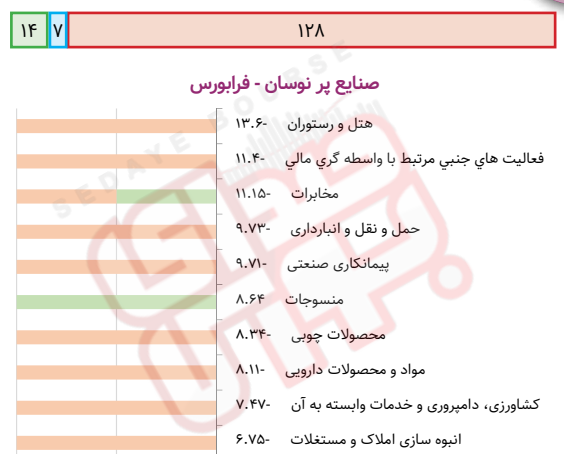 ۱۴ ۷ ۱۲۸
صنایع پر نوسان - فرابورس
هتل و رستوران -۱۳.۶
فعالیت هاي جنبي مرتبط با واسطه گري مالي -۱۱.۴
مخابرات -۱۱.۱۵
حمل و نقل و انبارداری -۹.۷۳
پیمانکاری صنعتی -۹.۷۱
منسوجات ۸.۶۴
محصولات چوبی -۸.۳۴
مواد و محصولات دارویی -۸.۱۱
کشاورزی، دامپروری و خدمات وابسته به آن -۷.۴۷
انبوه سازی املاک و مستغلات -۶.۷۵
SEDAYE BOURSE